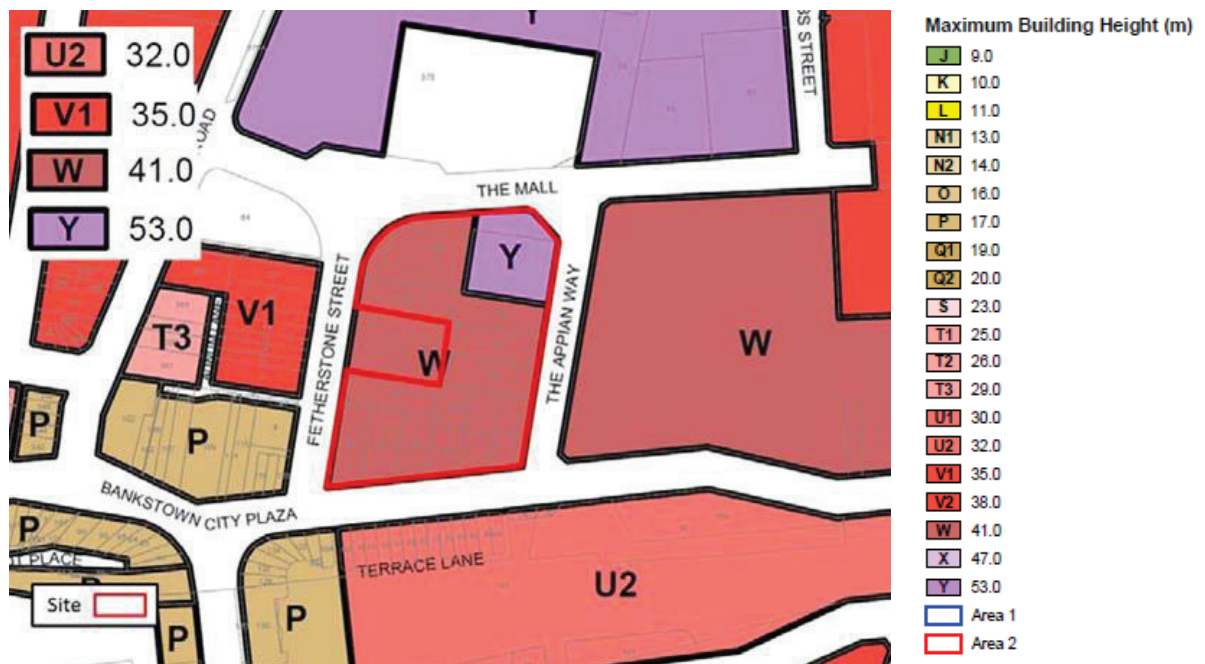 U2 32.0
V1 35.0
W 41.0
Y 53.0
Y
BS STREET
OAD
THE MALL
64
FETHERSTONE STREET
THE APPIAN WAY
Y
V1
T3
W
W
P
P
BANKSTOWN CITY PLAZA
P
PLACE
TERRACE LANE
U2
P
P
Site
Maximum Building Height (m)
J 9.0
K 10.0
L 11.0
N1 13.0
N2 14.0
O 16.0
P 17.0
Q1 19.0
Q2 20.0
S 23.0
T1 25.0
T2 26.0
T3 29.0
U1 30.0
U2 32.0
V1 35.0
V2 38.0
W 41.0
X 47.0
Y 53.0
Area 1
Area 2